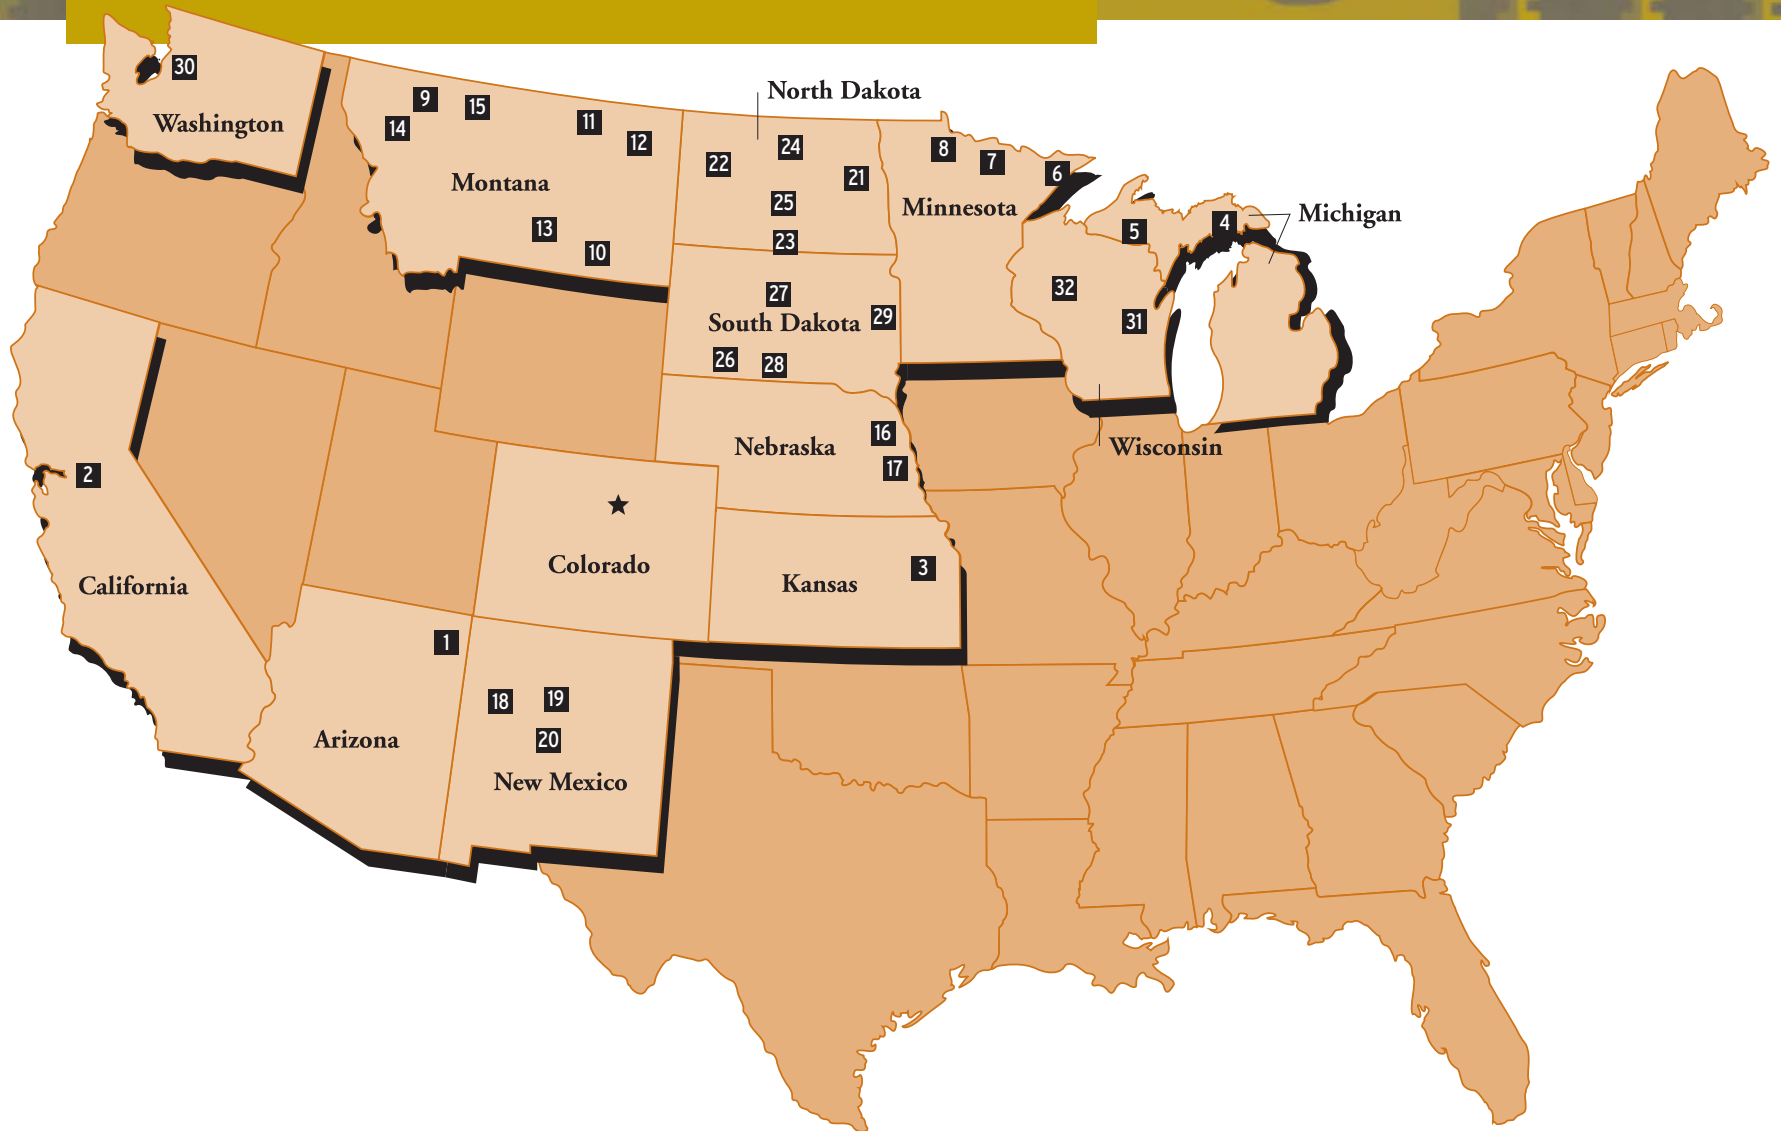 30
Washington
9
15
14
11
12
Montana
13
10
North Dakota
22
24
21
25
23
8
7
6
Minnesota
5
4
Michigan
32
31
Wisconsin
27
South Dakota
29
26
28
16
Nebraska
17
2
California
★
Colorado
3
Kansas
1
Arizona
18
19
20
New Mexico